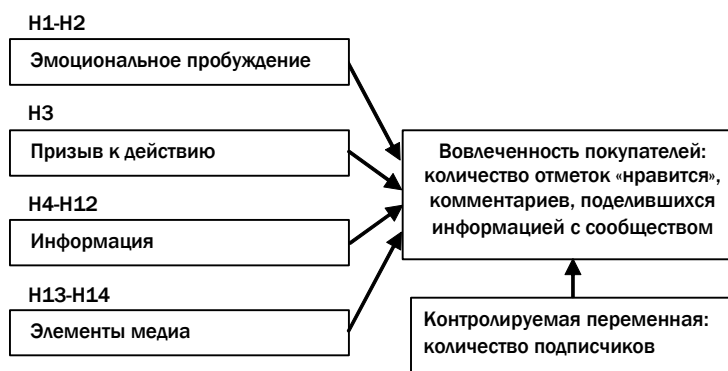 H1-H2
Эмоциональное пробуждение
H3
Призыв к действию
H4-H12
Информация
H13-H14
Элементы медиа
Вовлеченность покупателей:
количество отметок «нравится»,
комментариев, поделившихся
информацией с сообществом
Контролируемая переменная:
количество подписчиков